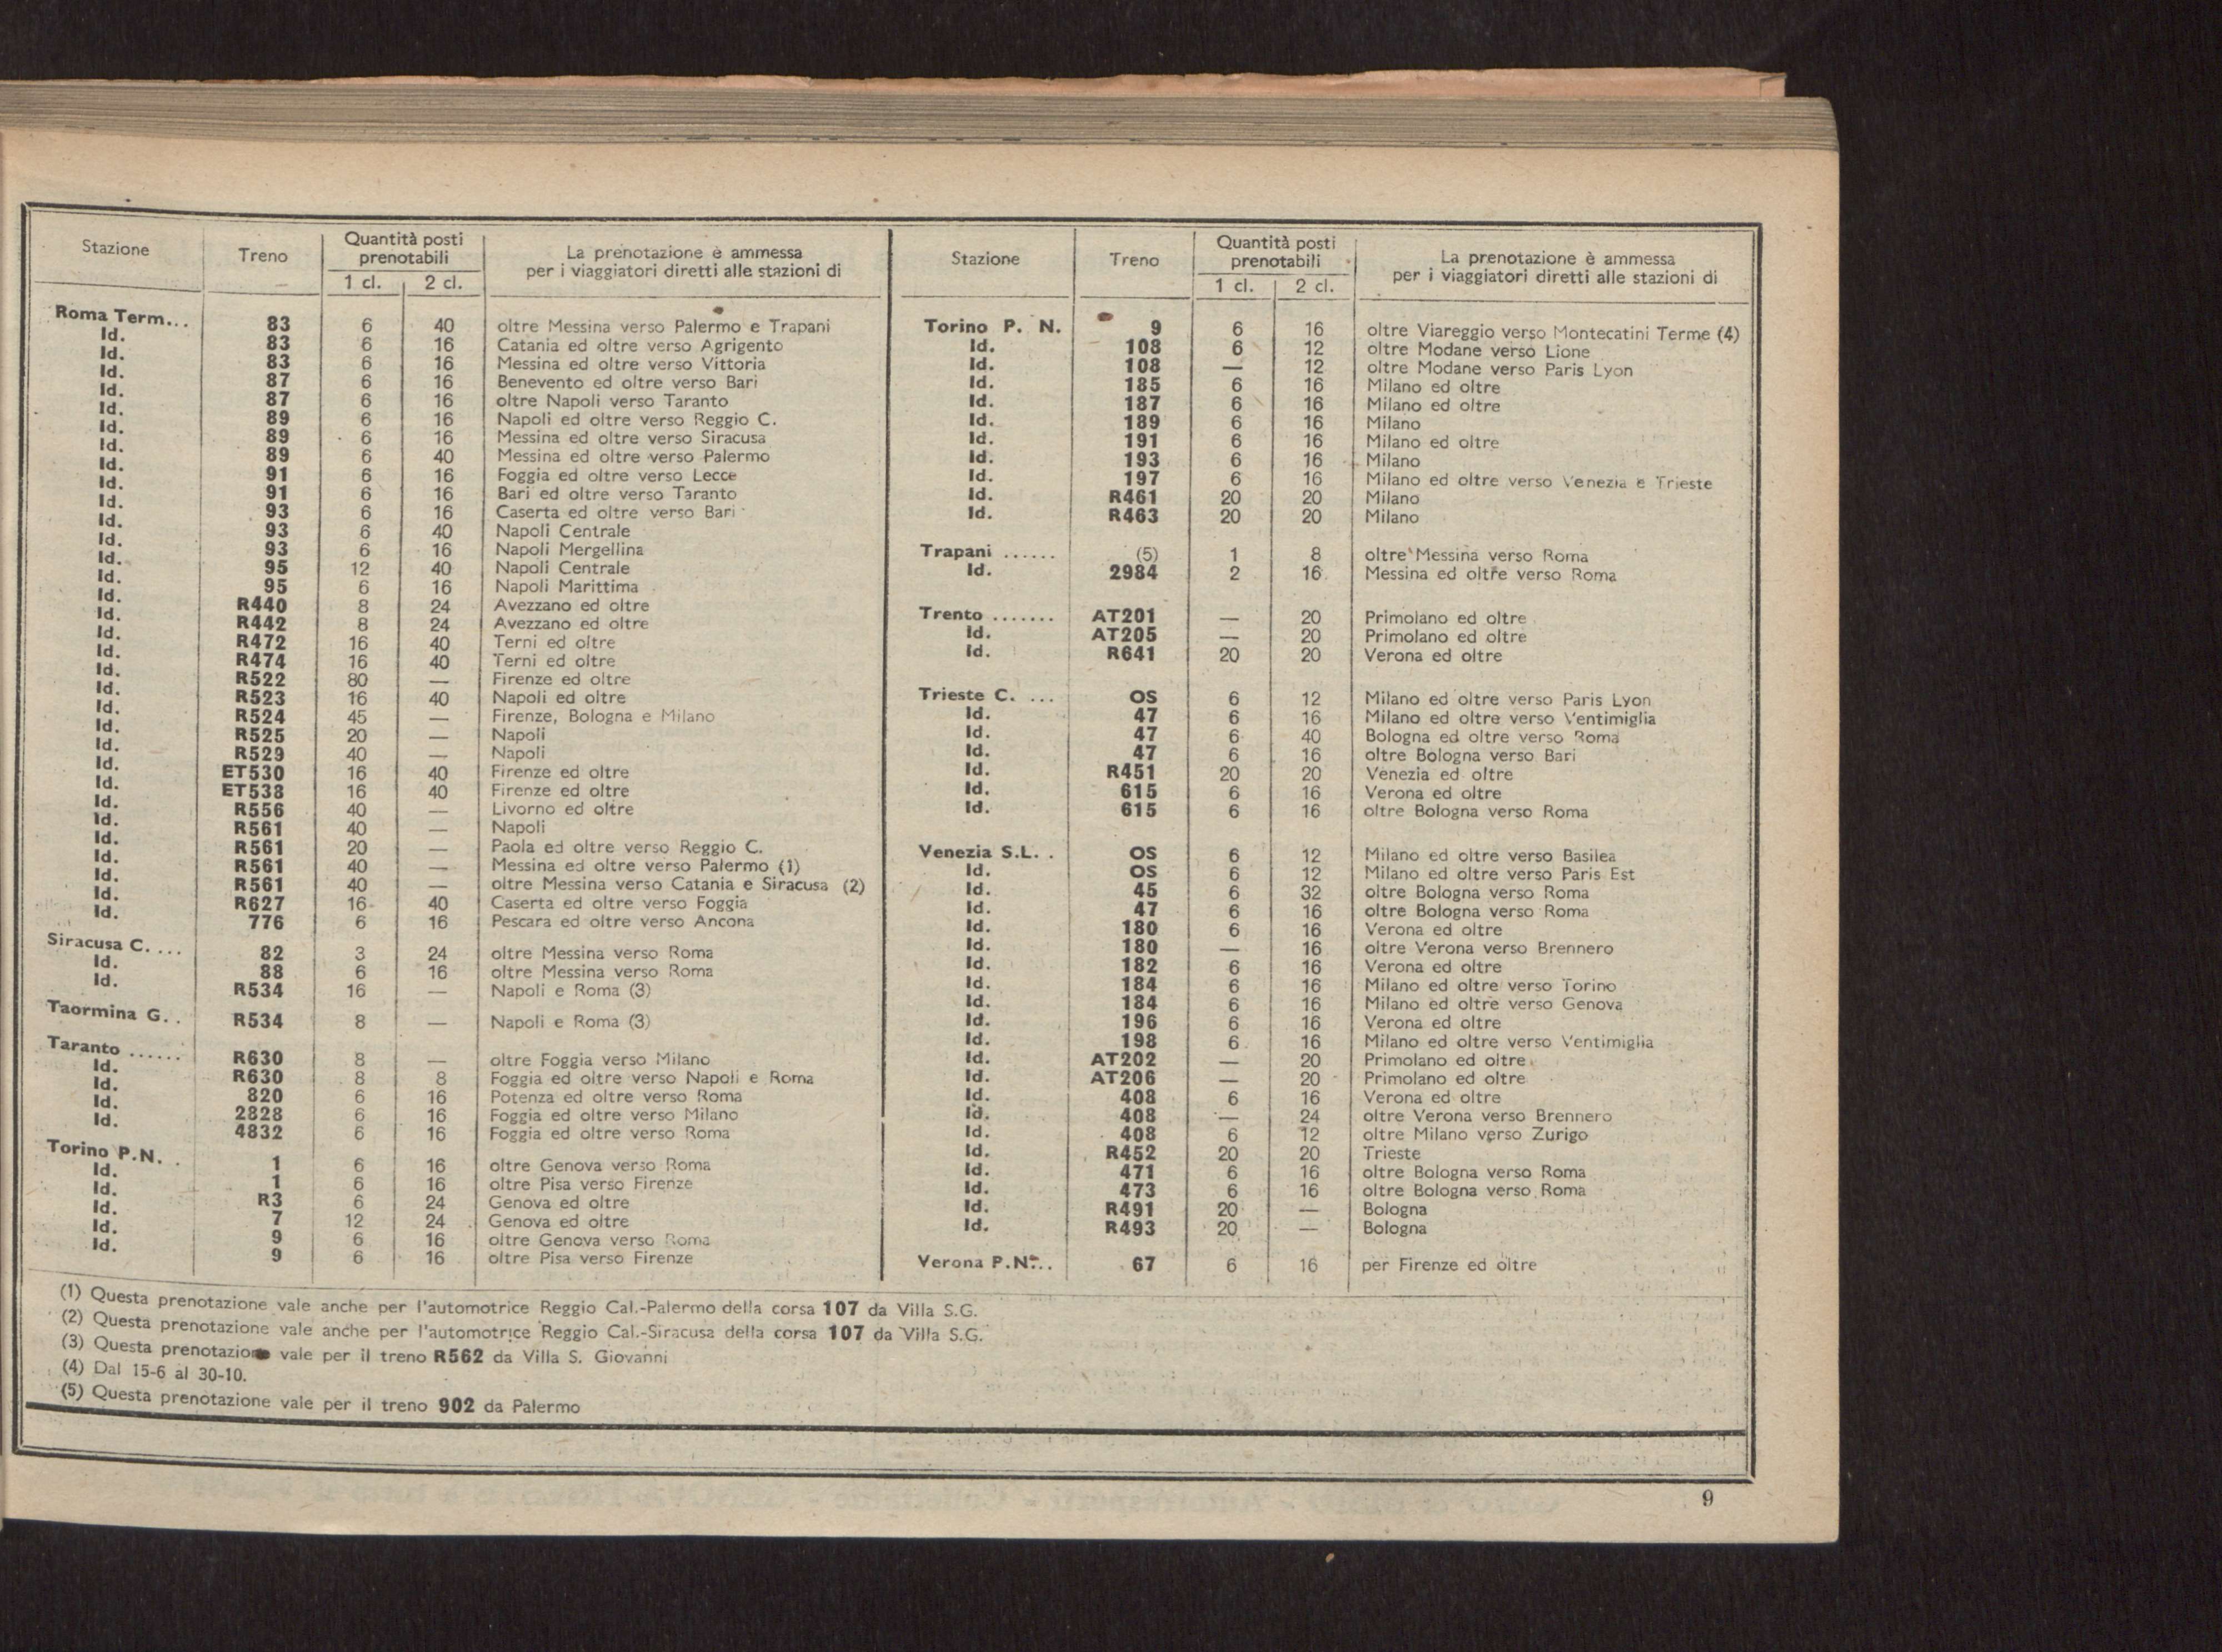 Stazione Treno Quantità posti prenotabili La prenotazione è ammessa per i viaggiatori diretti alle stazioni di
1 cl. 2 cl.
Roma Term... 83 6 40 oltre Messina verso Palermo e Trapani
Id. 83 6 16 Catania ed oltre verso Agrigento
Id. 83 6 16 Messina ed oltre verso Vittoria
Id. 87 6 16 Benevento ed oltre verso Bari
Id. 87 6 16 oltre Napoli verso Taranto
Id. 89 6 16 Napoli ed oltre verso Reggio C.
Id. 89 6 16 Messina ed oltre verso Siracusa
Id. 89 6 40 Messina ed oltre verso Palermo
Id. 91 6 16 Foggia ed oltre verso Lecce
Id. 91 6 16 Bari ed oltre verso Taranto
Id. 93 6 16 Caserta ed oltre verso Bari
Id. 93 6 40 Napoli Centrale
Id. 93 6 16 Napoli Mergellina
Id. 95 12 40 Napoli Centrale
Id. 95 6 16 Napoli Marittima
Id. R440 8 24 Avezzano ed oltre
Id. R442 8 24 Avezzano ed oltre
Id. R472 16 40 Terni ed oltre
Id. R474 16 40 Terni ed oltre
Id. R522 80 — Firenze ed oltre
Id. R523 16 40 Napoli ed oltre
Id. R524 45 — Firenze, Bologna e Milano
Id. R525 20 — Napoli
Id. R529 40 — Napoli
Id. ET530 16 40 Firenze ed oltre
Id. ET538 16 40 Firenze ed oltre
Id. R556 40 — Livorno ed oltre
Id. R561 40 — Napoli
Id. R561 20 — Paola ed oltre verso Reggio C.
Id. R561 40 — Messina ed oltre verso Palermo (1)
Id. R561 40 — oltre Messina verso Catania e Siracusa (2)
Id. R627 16 40 Caserta ed oltre verso Foggia
Id. 776 6 16 Pescara ed oltre verso Ancona
Siracusa C. ... 82 3 24 oltre Messina verso Roma
Id. 88 6 16 oltre Messina verso Roma
Id. R534 16 — Napoli e Roma (3)
Taormina G. . R534 8 — Napoli e Roma (3)
Taranto ...... R630 8 — oltre Foggia verso Milano
Id. R630 8 8 Foggia ed oltre verso Napoli e Roma
Id. 820 6 16 Potenza ed oltre verso Roma
Id. 2828 6 16 Foggia ed oltre verso Milano
Id. 4832 6 16 Foggia ed oltre verso Roma
Torino P.N. . 1 6 16 oltre Genova verso Roma
Id. 1 6 16 oltre Pisa verso Firenze
Id. R3 6 24 Genova ed oltre
Id. 7 12 24 Genova ed oltre
Id. 9 6 16 oltre Genova verso Roma
Id. 9 6 16 oltre Pisa verso Firenze
Stazione Treno Quantità posti prenotabili La prenotazione è ammessa per i viaggiatori diretti alle stazioni di
1 cl. 2 cl.
Torino P. N. 9 6 16 oltre Viareggio verso Montecatini Terme (4)
Id. 108 6 12 oltre Modane verso Lione
Id. 108 — 12 oltre Modane verso Paris Lyon
Id. 185 6 16 Milano ed oltre
Id. 187 6 16 Milano ed oltre
Id. 189 6 16 Milano
Id. 191 6 16 Milano ed oltre
Id. 193 6 16 Milano
Id. 197 6 16 Milano ed oltre verso Venezia e Trieste
Id. R461 20 20 Milano
Id. R463 20 20 Milano
Trapani ...... (5) 1 8 oltre Messina verso Roma
Id. 2984 2 16 Messina ed oltre verso Roma
Trento ....... AT201 — 20 Primolano ed oltre
Id. AT205 — 20 Primolano ed oltre
Id. R641 20 20 Verona ed oltre
Trieste C. ... OS 6 12 Milano ed oltre verso Paris Lyon
Id. 47 6 16 Milano ed oltre verso Ventimiglia
Id. 47 6 40 Bologna ed oltre verso Roma
Id. 47 6 16 oltre Bologna verso Bari
Id. R451 20 20 Venezia ed oltre
Id. 615 6 16 Verona ed oltre
Id. 615 6 16 oltre Bologna verso Roma
Venezia S.L. . OS 6 12 Milano ed oltre verso Basilea
Id. OS 6 12 Milano ed oltre verso Paris Est
Id. 45 6 32 oltre Bologna verso Roma
Id. 47 6 16 oltre Bologna verso Roma
Id. 180 6 16 Verona ed oltre
Id. 180 — 16 oltre Verona verso Brennero
Id. 182 6 16 Verona ed oltre
Id. 184 6 16 Milano ed oltre verso Torino
Id. 184 6 16 Milano ed oltre verso Genova
Id. 196 6 16 Verona ed oltre
Id. 198 6 16 Milano ed oltre verso Ventimiglia
Id. AT202 — 20 Primolano ed oltre
Id. AT206 — 20 Primolano ed oltre
Id. 408 6 16 Verona ed oltre
Id. 408 — 24 oltre Verona verso Brennero
Id. 408 6 12 oltre Milano verso Zurigo
Id. R452 20 20 Trieste
Id. 471 6 16 oltre Bologna verso Roma
Id. 473 6 16 oltre Bologna verso Roma
Id. R491 20 — Bologna
Id. R493 20 — Bologna
Verona P.N... 67 6 16 per Firenze ed oltre
(1) Questa prenotazione vale anche per l'automotrice Reggio Cal.-Palermo della corsa 107 da Villa S.G.
(2) Questa prenotazione vale anche per l'automotrice Reggio Cal.-Siracusa della corsa 107 da Villa S.G.
(3) Questa prenotazione vale per il treno R562 da Villa S. Giovanni
(4) Dal 15-6 al 30-10.
(5) Questa prenotazione vale per il treno 902 da Palermo
9